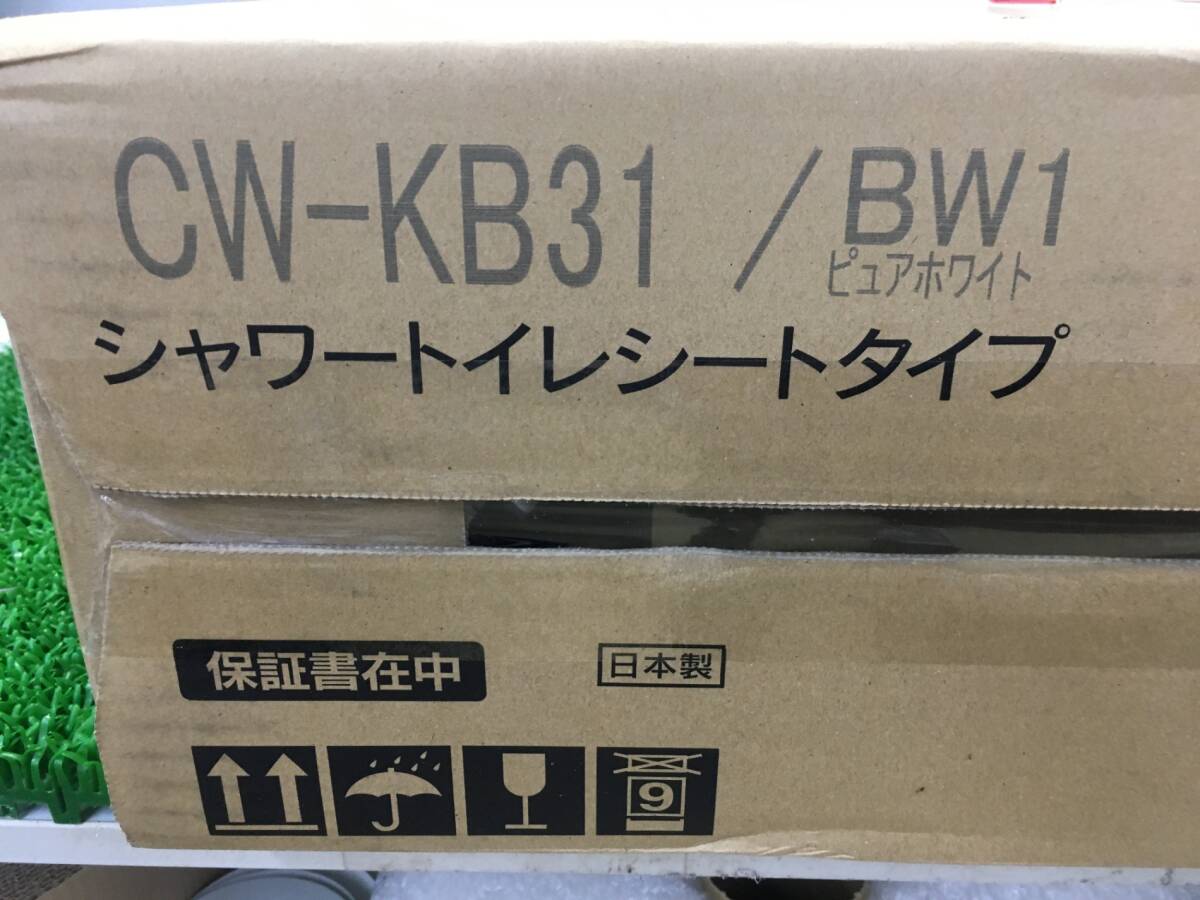 CW-KB31 / BW1
ピュアホワイト
シャワートイレシートタイプ
保証書在中 日本製
9